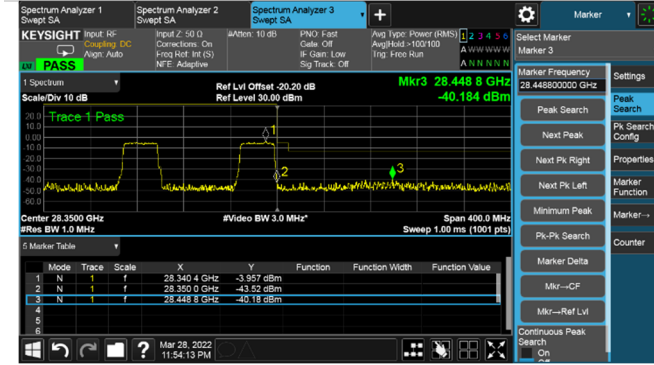 Spectrum Analyzer 1
Swept SA
Spectrum Analyzer 2
Swept SA
Spectrum Analyzer 3
Swept SA
+
Marker
KEYSIGHT Input: RF
Coupling: DC
Align: Auto
PASS
Input Z: 50 Ω
Corrections: On
Freq Ref: Int (S)
NFE: Adaptive
#Atten: 10 dB
PNO: Fast
Gate: Off
IF Gain: Low
Sig Track: Off
Avg Type: Power (RMS)
Avg|Hold >100/100
Trig: Free Run
1 2 3 4 5 6
A W W W W W
A N N N N N
Select Marker
Marker 3
1 Spectrum
Scale/Div 10 dB
Ref Lvl Offset -20.20 dB
Ref Level 30.00 dBm
Mkr3 28.448 8 GHz
-40.184 dBm
Trace 1 Pass
20.0
10.0
0.00
-10.0
-20.0
-30.0
-40.0
-50.0
-60.0
1
2
3
Center 28.3500 GHz
#Res BW 1.0 MHz
#Video BW 3.0 MHz*
Span 400.0 MHz
Sweep 1.00 ms (1001 pts)
5 Marker Table
Mode Trace Scale X Y Function Function Width Function Value
1 N 1 f 28.340 4 GHz -3.957 dBm
2 N 1 f 28.350 0 GHz -43.52 dBm
3 N 1 f 28.448 8 GHz -40.18 dBm
4
5
6
Mar 28, 2022
11:54:13 PM
?
Marker Frequency
28.448800000 GHz
Peak Search
Next Peak
Next Pk Right
Next Pk Left
Minimum Peak
Pk-Pk Search
Marker Delta
Mkr→CF
Mkr→Ref Lvl
Continuous Peak
Search
On
Off
Settings
Peak
Search
Pk Search
Config
Properties
Marker
Function
Marker→
Counter